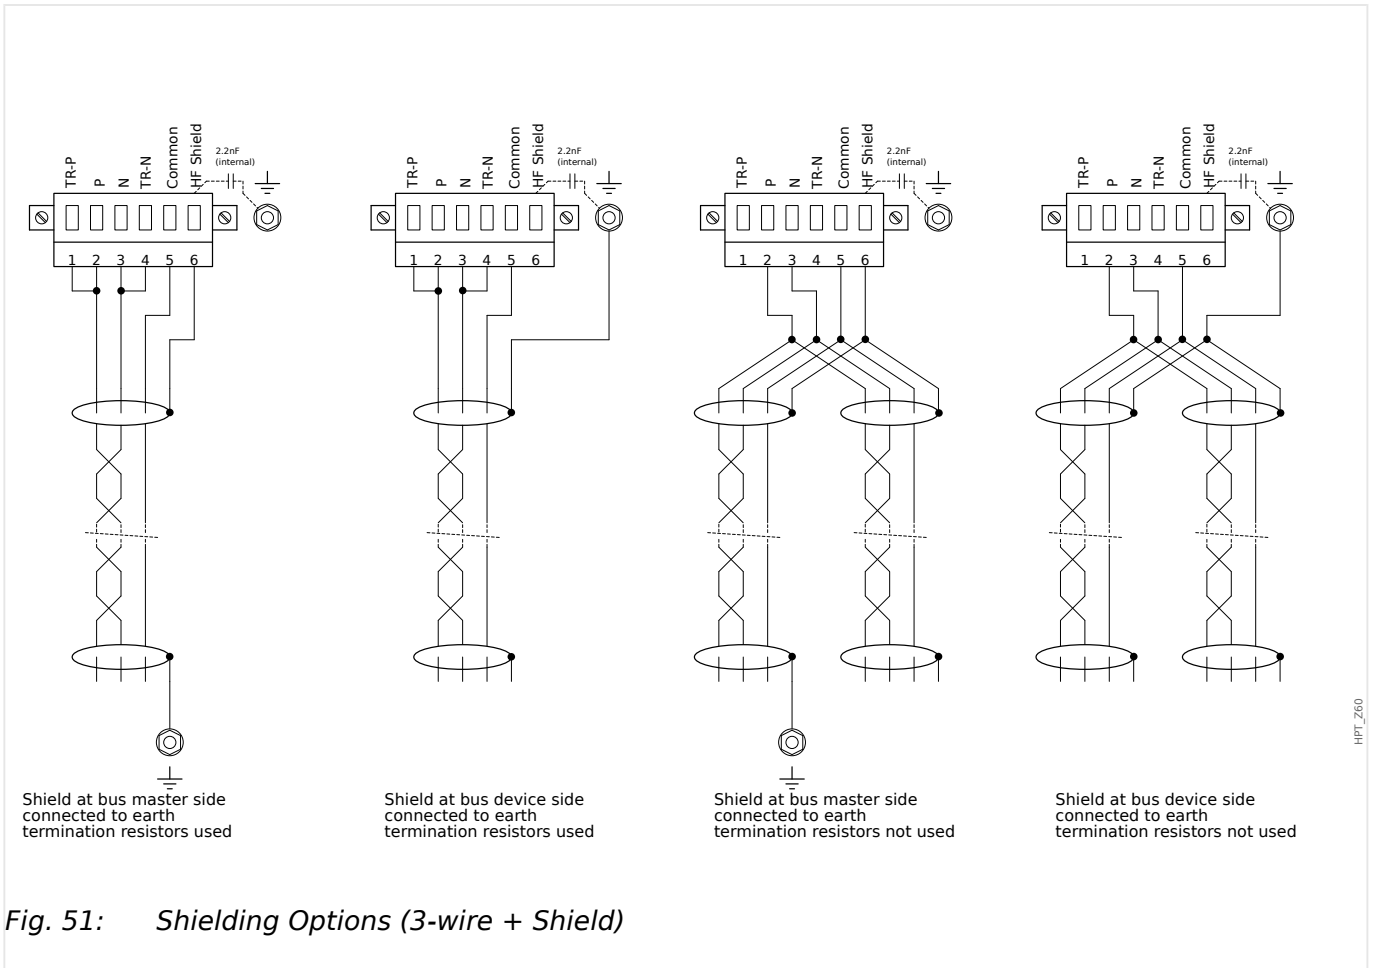 TR-P P N TR-N Common HF Shield 2.2nF (internal)
1 2 3 4 5 6
TR-P P N TR-N Common HF Shield 2.2nF (internal)
1 2 3 4 5 6
TR-P P N TR-N Common HF Shield 2.2nF (internal)
1 2 3 4 5 6
TR-P P N TR-N Common HF Shield 2.2nF (internal)
1 2 3 4 5 6
Shield at bus master side
connected to earth
termination resistors used
Shield at bus device side
connected to earth
termination resistors used
Shield at bus master side
connected to earth
termination resistors not used
Shield at bus device side
connected to earth
termination resistors not used
HPT_Z60
Fig. 51: Shielding Options (3-wire + Shield)